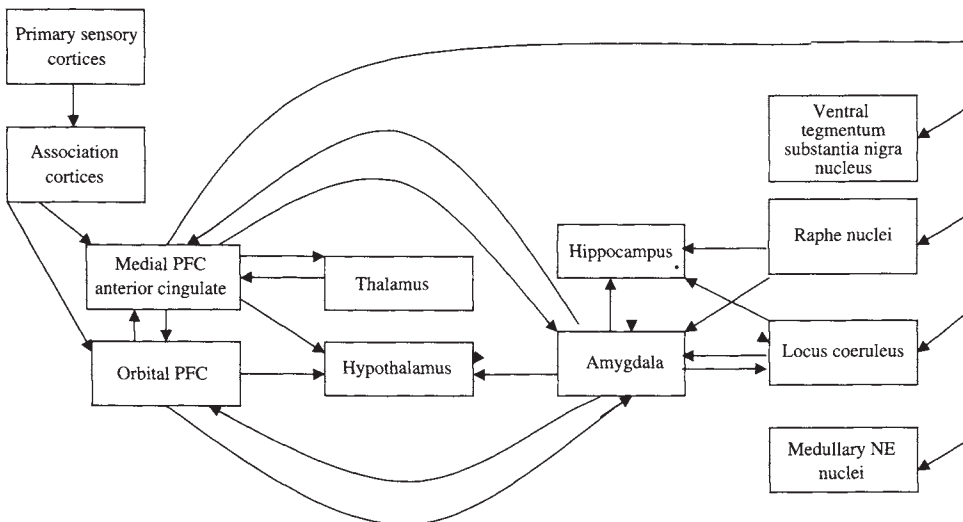 Primary sensory
cortices
Association
cortices
Medial PFC
anterior cingulate
Orbital PFC
Thalamus
Hypothalamus
Hippocampus
Amygdala
Ventral
tegmentum
substantia nigra
nucleus
Raphe nuclei
Locus coeruleus
Medullary NE
nuclei